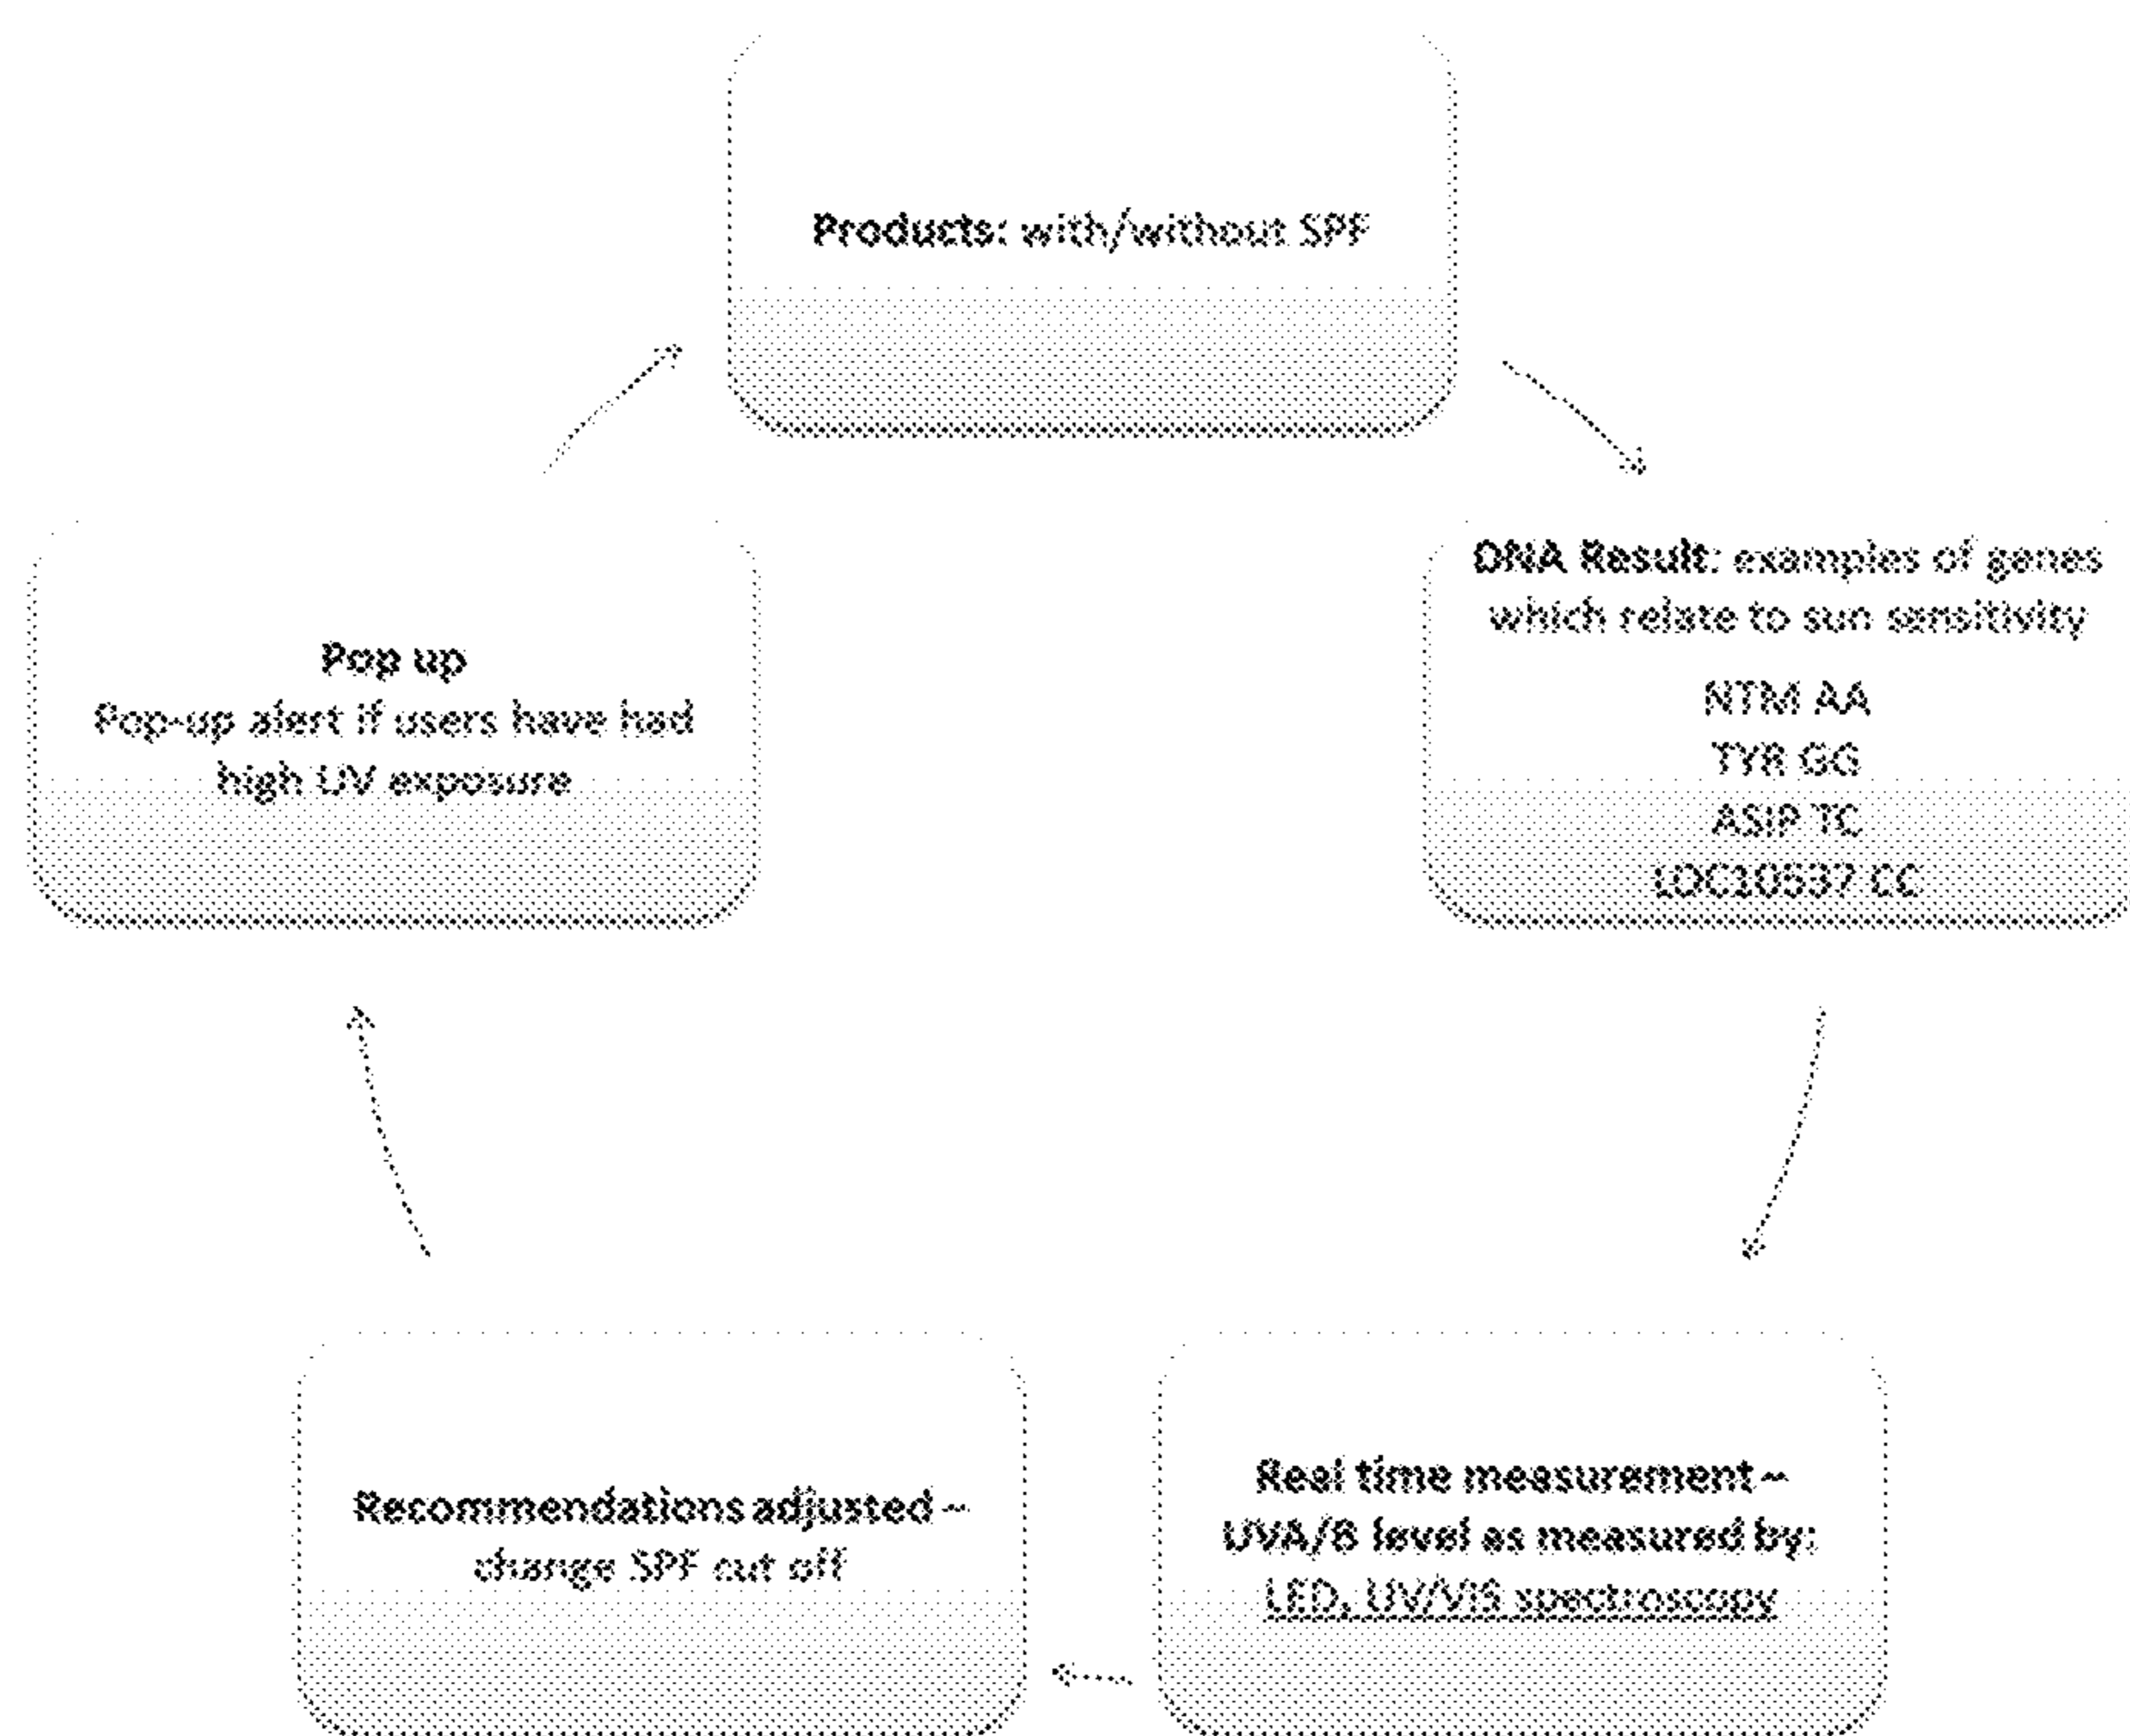 Products: with/without SPF
DNA Result: examples of genes
which relate to sun sensitivity
NTM AA
TYR GG
ASIP TC
LOC10537 CC
Real time measurement –
UVA/B level as measured by:
LED, UV/VIS spectroscopy
Recommendations adjusted –
change SPF cut off
Pop up
Pop-up alert if users have had
high UV exposure